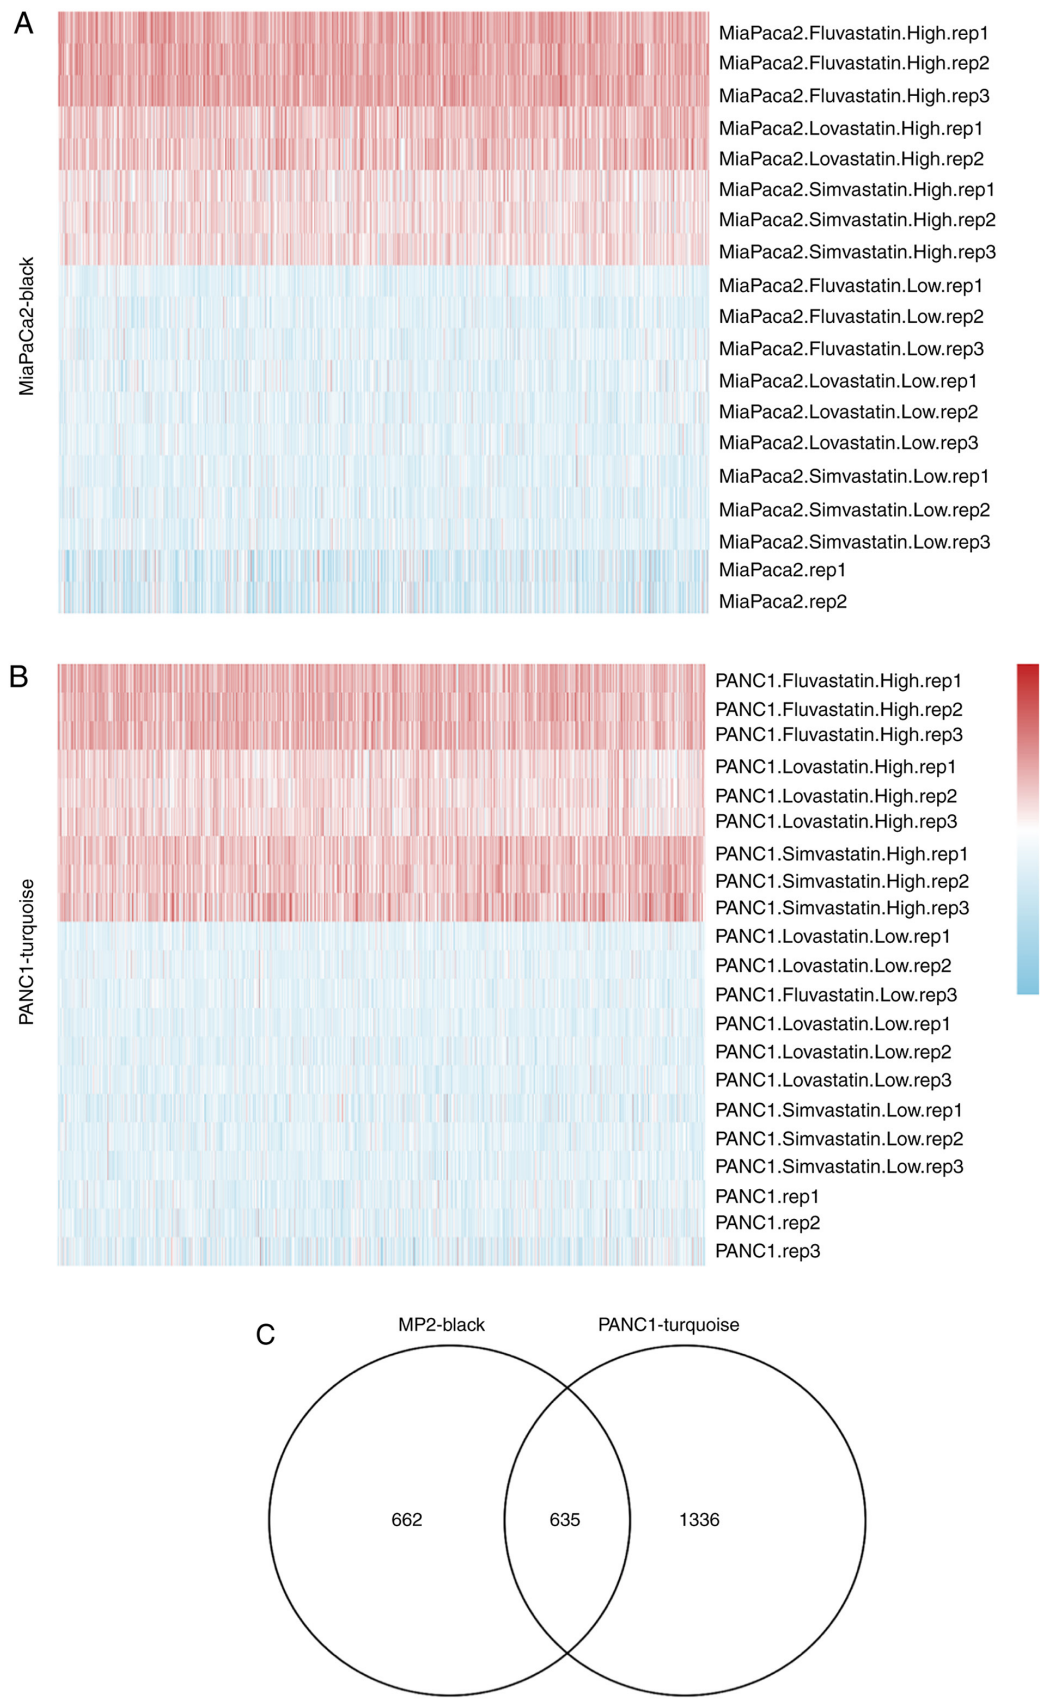 A
MiaPaCa2-black
MiaPaca2.Fluvastatin.High.rep1
MiaPaca2.Fluvastatin.High.rep2
MiaPaca2.Fluvastatin.High.rep3
MiaPaca2.Lovastatin.High.rep1
MiaPaca2.Lovastatin.High.rep2
MiaPaca2.Simvastatin.High.rep1
MiaPaca2.Simvastatin.High.rep2
MiaPaca2.Simvastatin.High.rep3
MiaPaca2.Fluvastatin.Low.rep1
MiaPaca2.Fluvastatin.Low.rep2
MiaPaca2.Fluvastatin.Low.rep3
MiaPaca2.Lovastatin.Low.rep1
MiaPaca2.Lovastatin.Low.rep2
MiaPaca2.Lovastatin.Low.rep3
MiaPaca2.Simvastatin.Low.rep1
MiaPaca2.Simvastatin.Low.rep2
MiaPaca2.Simvastatin.Low.rep3
MiaPaca2.rep1
MiaPaca2.rep2
B
PANC1-turquoise
PANC1.Fluvastatin.High.rep1
PANC1.Fluvastatin.High.rep2
PANC1.Fluvastatin.High.rep3
PANC1.Lovastatin.High.rep1
PANC1.Lovastatin.High.rep2
PANC1.Lovastatin.High.rep3
PANC1.Simvastatin.High.rep1
PANC1.Simvastatin.High.rep2
PANC1.Simvastatin.High.rep3
PANC1.Lovastatin.Low.rep1
PANC1.Lovastatin.Low.rep2
PANC1.Fluvastatin.Low.rep3
PANC1.Lovastatin.Low.rep1
PANC1.Lovastatin.Low.rep2
PANC1.Lovastatin.Low.rep3
PANC1.Simvastatin.Low.rep1
PANC1.Simvastatin.Low.rep2
PANC1.Simvastatin.Low.rep3
PANC1.rep1
PANC1.rep2
PANC1.rep3
C
MP2-black
PANC1-turquoise
662
635
1336